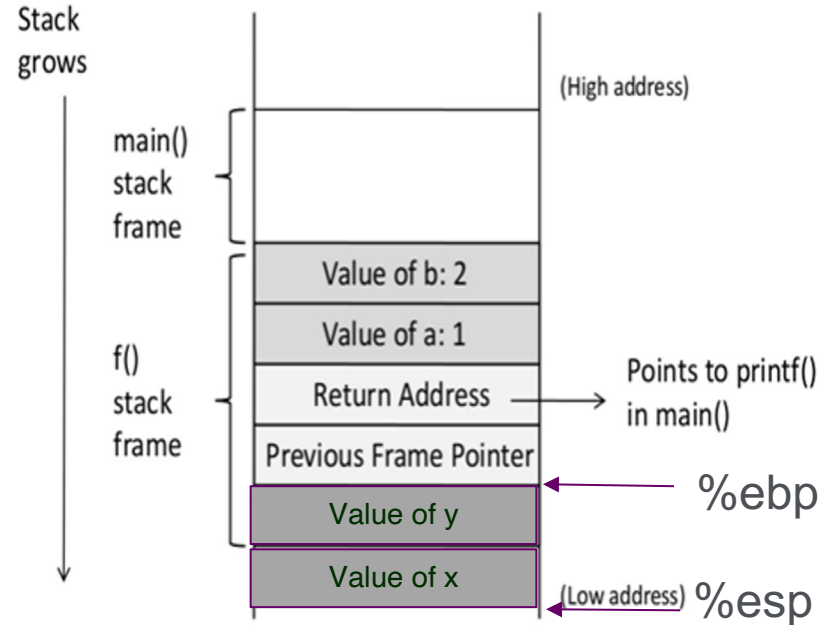 Stack
grows
(High address)
main()
stack
frame
Value of b: 2
Value of a: 1
f()
stack
frame
Return Address
Points to printf()
in main()
Previous Frame Pointer
%ebp
Value of y
Value of x
(Low address)
%esp